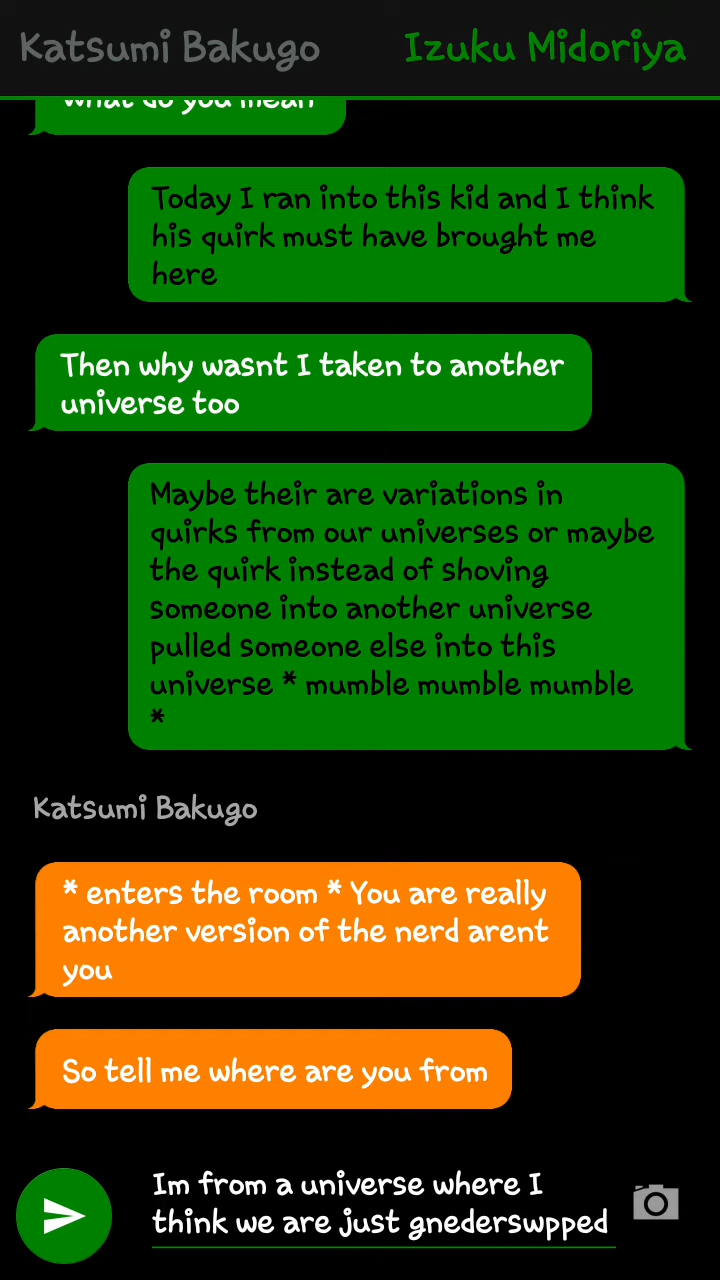 Katsumi Bakugo Izuku Midoriya
what do you mean
Today I ran into this kid and I think
his quirk must have brought me
here
Then why wasnt I taken to another
universe too
Maybe their are variations in
quirks from our universes or maybe
the quirk instead of shoving
someone into another universe
pulled someone else into this
universe * mumble mumble mumble
*
Katsumi Bakugo
* enters the room * You are really
another version of the nerd arent
you
So tell me where are you from
Im from a universe where I
think we are just gnederswpped